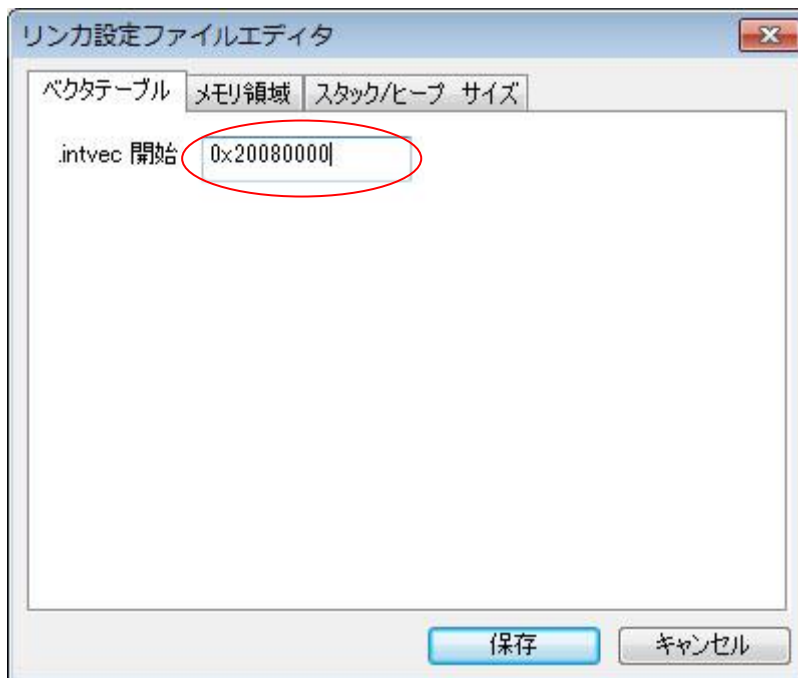 リンカ設定ファイルエディタ
ベクタテーブル メモリ領域 スタック/ヒープ サイズ
.intvec 開始 0x20080000
保存 キャンセル